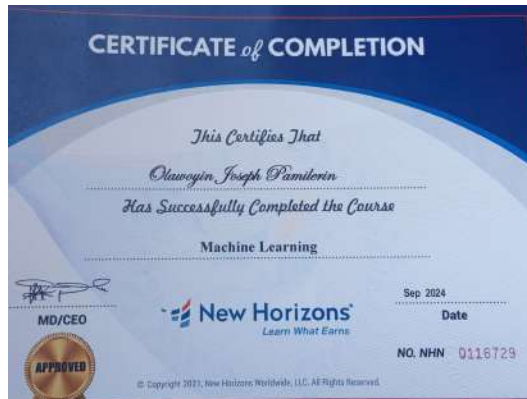 CERTIFICATE of COMPLETION
This Certifies That
Olawoyin Joseph Pamilerin
Has Successfully Completed the Course
Machine Learning
MD/CEO
APPROVED
New Horizons
Learn What Earns
Sep 2024
Date
NO. NHN 0116729
© Copyright 2021, New Horizons Worldwide, LLC. All Rights Reserved.